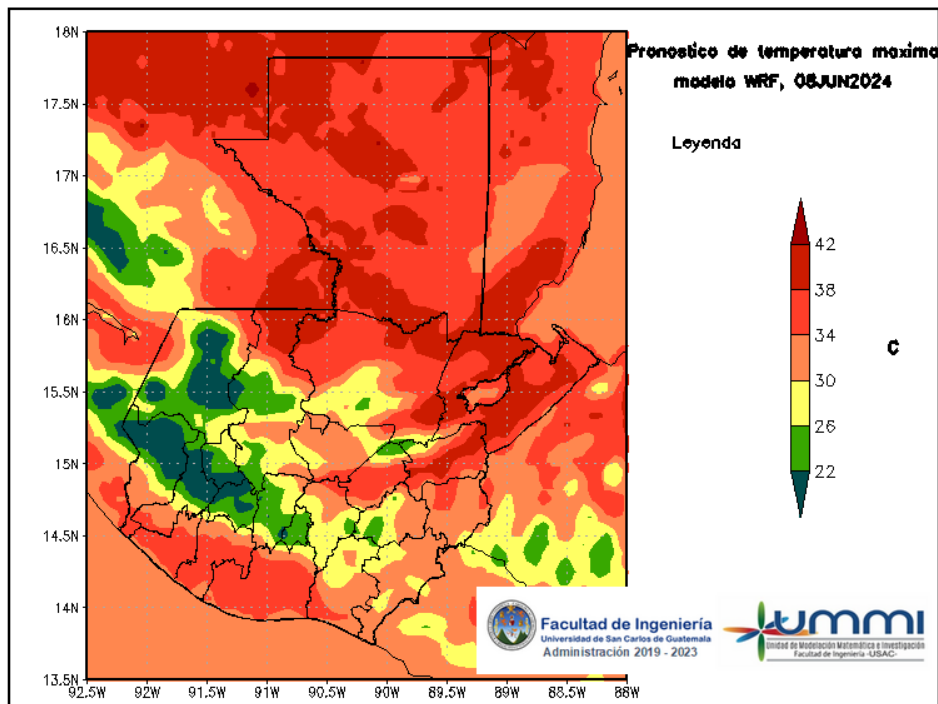 Pronostico de temperatura maxima
modelo WRF, 08JUN2024
Leyenda
18N
17.5N
17N
16.5N
16N
15.5N
15N
14.5N
14N
13.5N
92.5W
92W
91.5W
91W
90.5W
90W
89.5W
89W
88.5W
88W
42
38
34
30
26
22
C
Facultad de Ingeniería
Universidad de San Carlos de Guatemala
Administración 2019 - 2023
UMMI
Unidad de Modelación Matemática e Investigación
Facultad de Ingeniería -USAC-